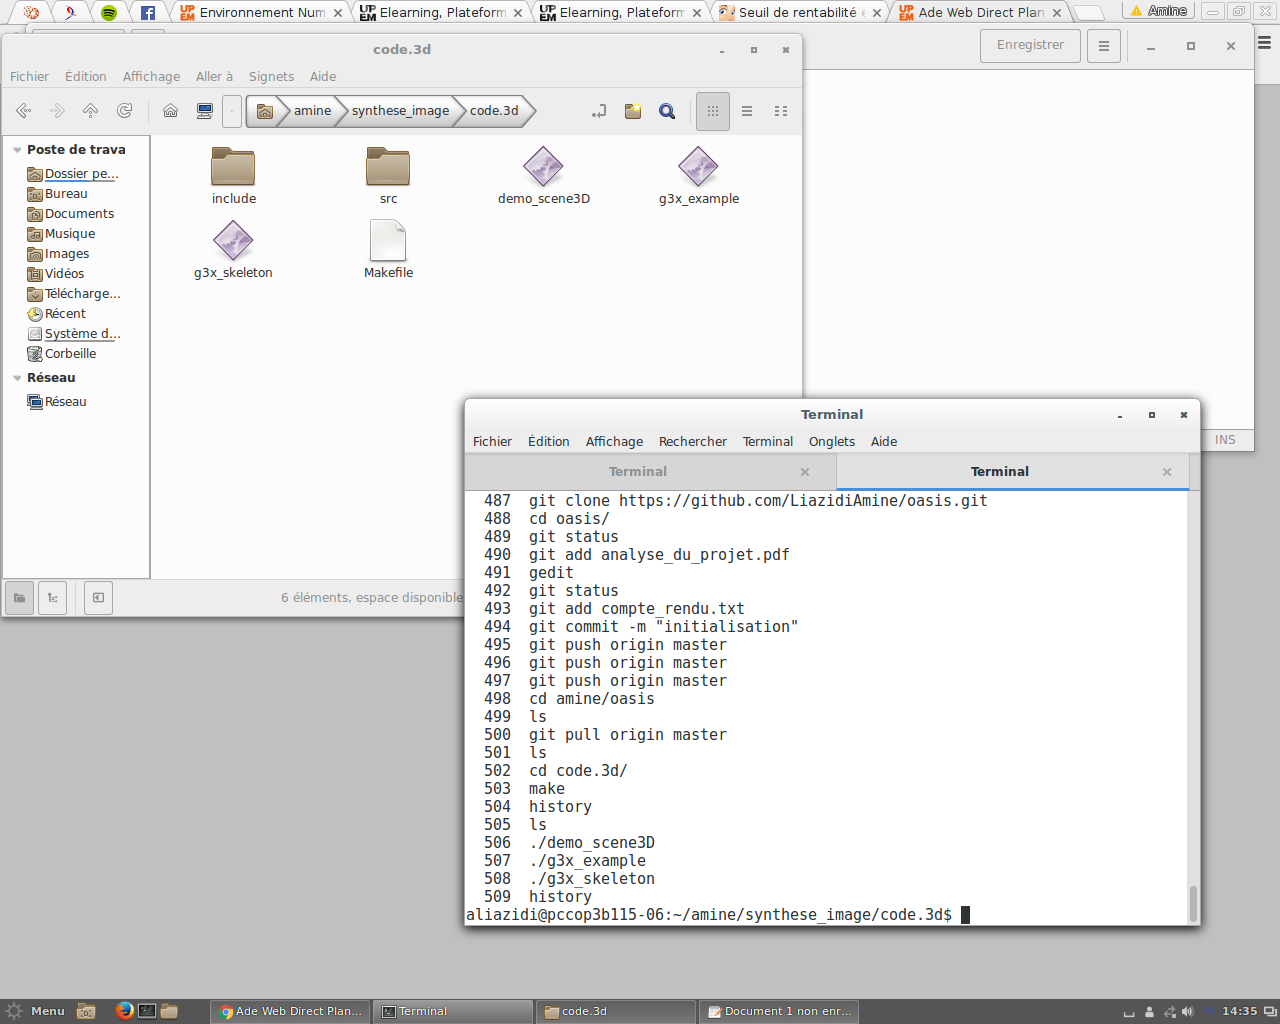 Environnement Num
Elearning, Plateform
Elearning, Plateform
Seuil de rentabilité
Ade Web Direct Plan
Amine
Enregistrer
code.3d
Fichier Édition Affichage Aller à Signets Aide
amine synthese_image code.3d
Poste de trava
Dossier pe...
Bureau
Documents
Musique
Images
Vidéos
Télécharge...
Récent
Système d...
Corbeille
Réseau
Réseau
include
src
demo_scene3D
g3x_example
g3x_skeleton
Makefile
6 éléments, espace disponible
INS
Terminal
Fichier Édition Affichage Rechercher Terminal Onglets Aide
Terminal
Terminal
487 git clone https://github.com/LiazidiAmine/oasis.git
488 cd oasis/
489 git status
490 git add analyse_du_projet.pdf
491 gedit
492 git status
493 git add compte_rendu.txt
494 git commit -m "initialisation"
495 git push origin master
496 git push origin master
497 git push origin master
498 cd amine/oasis
499 ls
500 git pull origin master
501 ls
502 cd code.3d/
503 make
504 history
505 ls
506 ./demo_scene3D
507 ./g3x_example
508 ./g3x_skeleton
509 history
aliazidi@pccop3b115-06:~/amine/synthese_image/code.3d$
Menu
Ade Web Direct Plan...
Terminal
code.3d
Document 1 non enr...
14:35